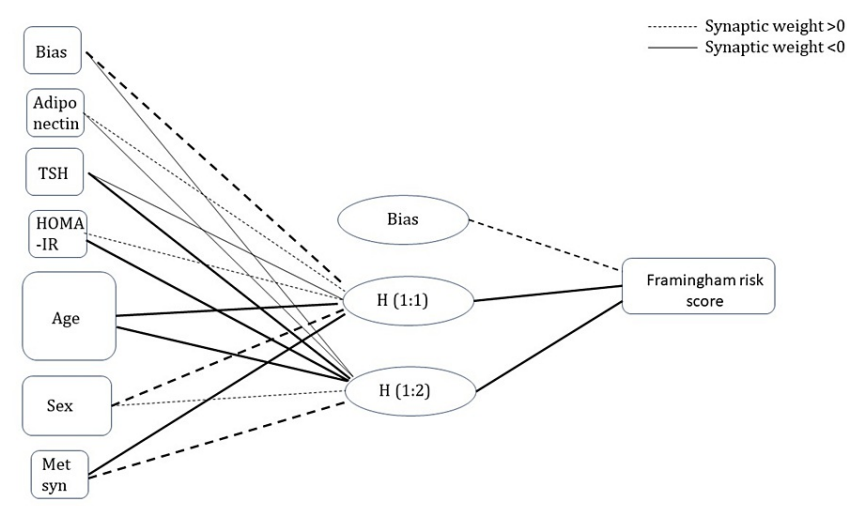 Synaptic weight >0
Synaptic weight <0
Bias
Adipo
nectin
TSH
HOMA
-IR
Age
Sex
Met
syn
Bias
H (1:1)
H (1:2)
Framingham risk
score